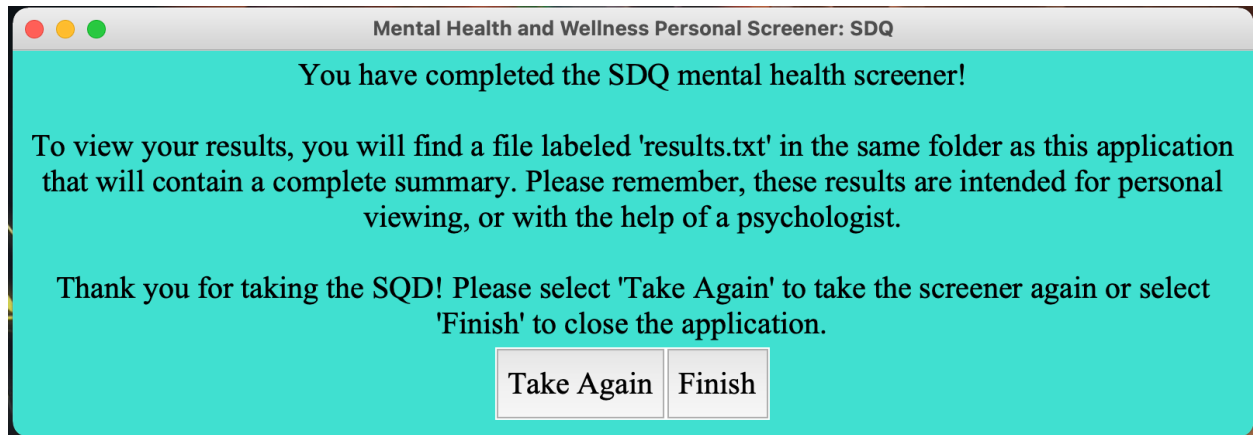 Mental Health and Wellness Personal Screener: SDQ
You have completed the SDQ mental health screener!
To view your results, you will find a file labeled 'results.txt' in the same folder as this application
that will contain a complete summary. Please remember, these results are intended for personal
viewing, or with the help of a psychologist.
Thank you for taking the SQD! Please select 'Take Again' to take the screener again or select
'Finish' to close the application.
Take Again Finish